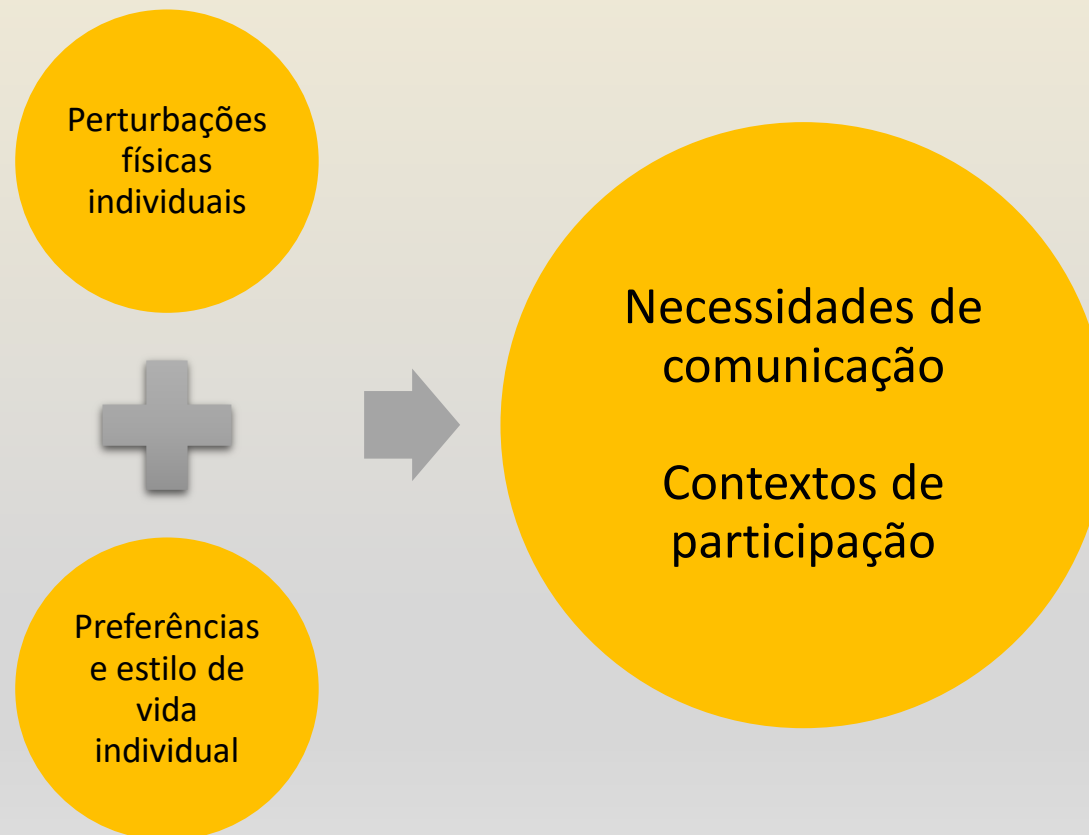 Perturbações
físicas
individuais
Preferências
e estilo de
vida
individual
Necessidades de
comunicação
Contextos de
participação